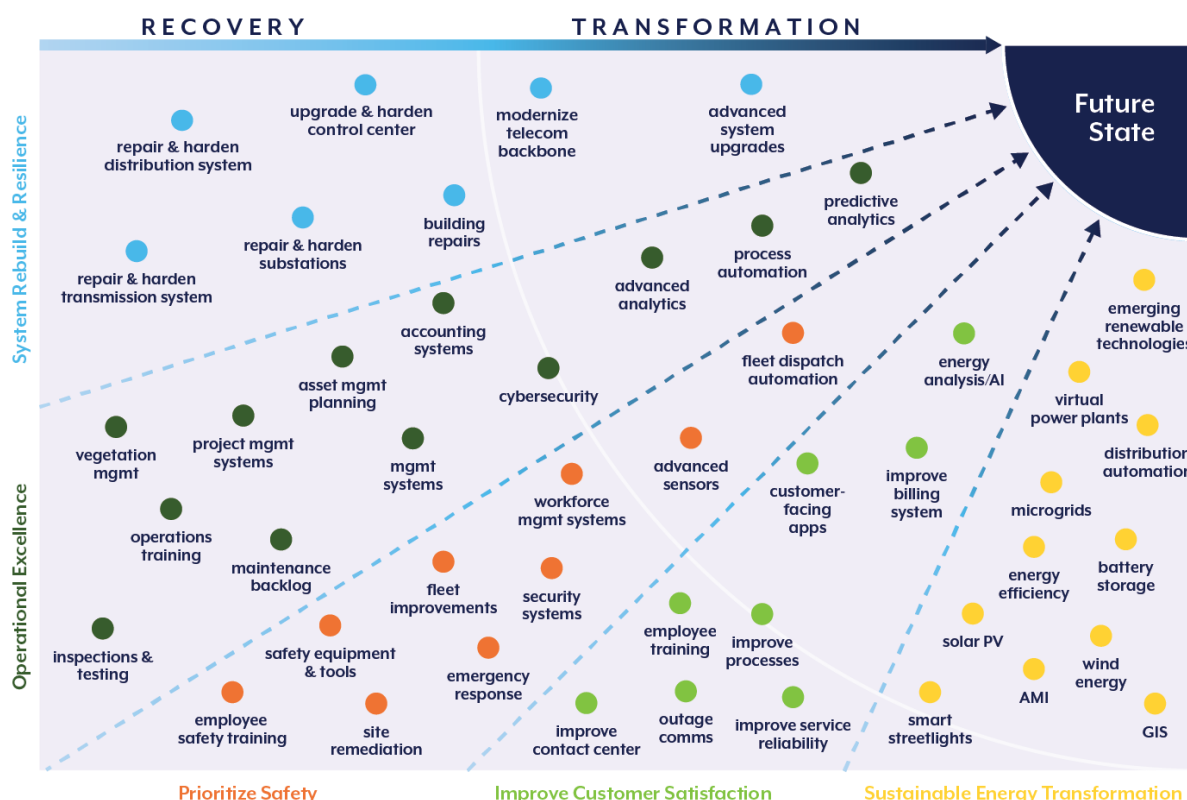 RECOVERY
TRANSFORMATION
Future
State
System Rebuild & Resilience
Operational Excellence
upgrade & harden
control center
modernize
telecom
backbone
advanced
system
upgrades
repair & harden
distribution system
building
repairs
repair & harden
substations
repair & harden
transmission system
predictive
analytics
process
automation
advanced
analytics
accounting
systems
asset mgmt
planning
cybersecurity
vegetation
mgmt
project mgmt
systems
mgmt
systems
operations
training
maintenance
backlog
inspections &
testing
fleet dispatch
automation
advanced
sensors
workforce
mgmt systems
fleet
improvements
security
systems
safety equipment
& tools
emergency
response
employee
safety training
site
remediation
energy
analysis/AI
improve
billing
system
customer-
facing
apps
employee
training
improve
processes
improve
contact center
outage
comms
improve service
reliability
emerging
renewable
technologies
virtual
power plants
distribution
automation
microgrids
energy
efficiency
battery
storage
solar PV
wind
energy
AMI
smart
streetlights
GIS
Prioritize Safety
Improve Customer Satisfaction
Sustainable Energy Transformation